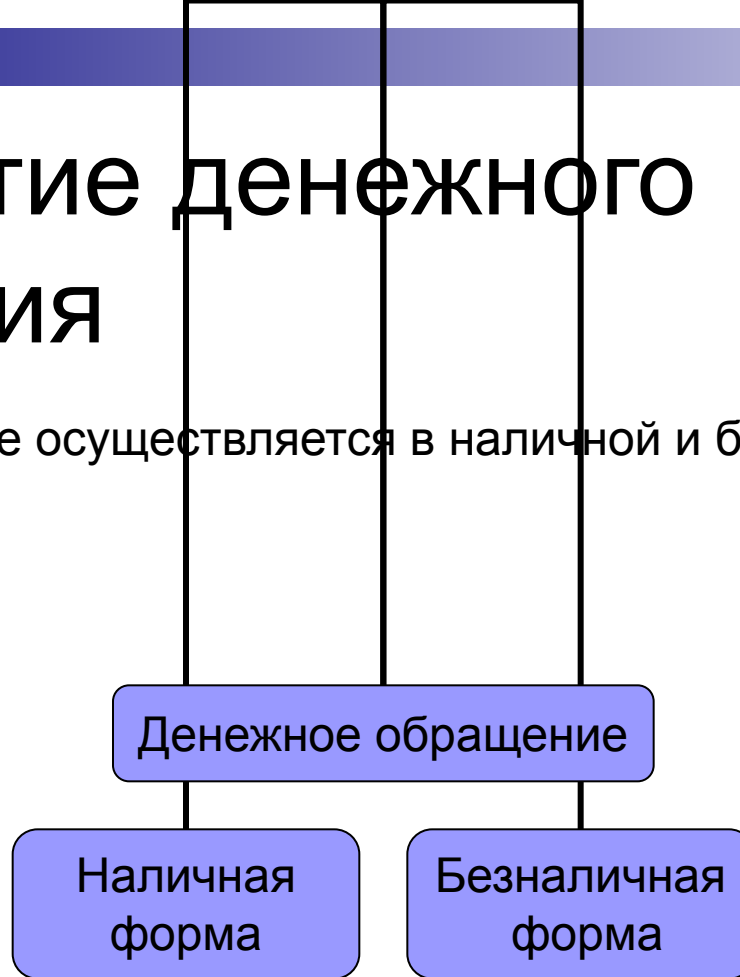 тие денежного
ия
е осуществляется в наличной и б
Денежное обращение
Наличная
форма
Безналичная
форма